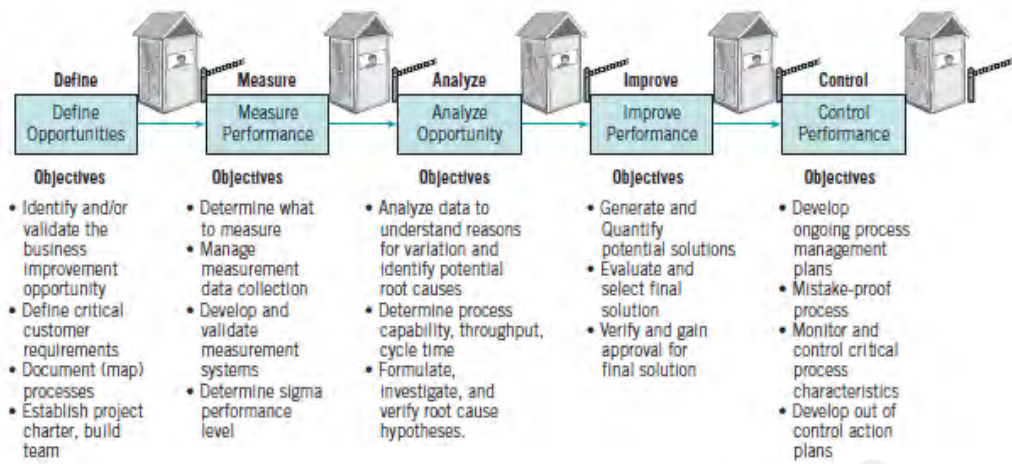 Define
Define
Opportunities
Objectives
• Identify and/or
validate the
business
improvement
opportunity
• Define critical
customer
requirements
• Document (map)
processes
• Establish project
charter, build
team
Measure
Measure
Performance
Objectives
• Determine what
to measure
• Manage
measurement
data collection
• Develop and
validate
measurement
systems
• Determine sigma
performance
level
Analyze
Analyze
Opportunity
Objectives
• Analyze data to
understand reasons
for variation and
identify potential
root causes
• Determine process
capability, throughput,
cycle time
• Formulate,
investigate, and
verify root cause
hypotheses.
Improve
Improve
Performance
Objectives
• Generate and
Quantify
potential solutions
• Evaluate and
select final
solution
• Verify and gain
approval for
final solution
Control
Control
Performance
Objectives
• Develop
ongoing process
management
plans
• Mistake-proof
process
• Monitor and
control critical
process
characteristics
• Develop out of
control action
plans